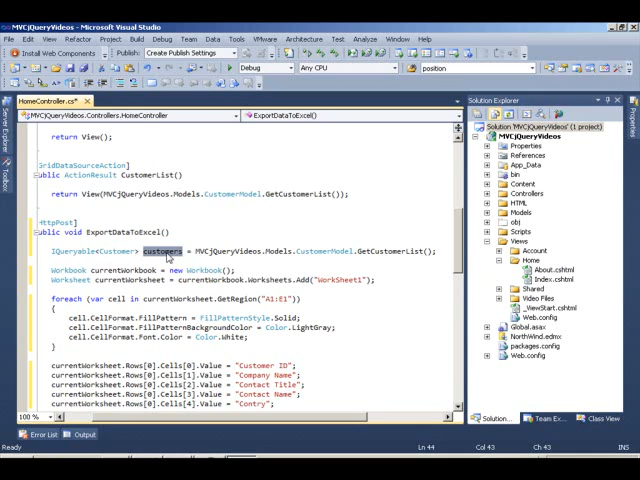 MVCjQueryVideos - Microsoft Visual Studio
File Edit View Refactor Project Build Debug Team Data Tools Architecture Test Analyze Window Help
Install Web Components Publish: Create Publish Settings
Debug Any CPU position
HomeController.cs*
MVCjQueryVideos.Controllers.HomeController
ExportDataToExcel()
Server Explorer
Toolbox
return View();
GridDataSourceAction]
ublic ActionResult CustomerList()
return View(MVCjQueryVideos.Models.CustomerModel.GetCustomerList());
HttpPost]
ublic void ExportDataToExcel()
IQueryable<Customer> customers = MVCjQueryVideos.Models.CustomerModel.GetCustomerList();
Workbook currentWorkbook = new Workbook();
Worksheet currentWorksheet = currentWorkbook.Worksheets.Add("WorkSheet1");
foreach (var cell in currentWorksheet.GetRegion("A1:E1"))
{
cell.CellFormat.FillPattern = FillPatternStyle.Solid;
cell.CellFormat.FillPatternBackgroundColor = Color.LightGray;
cell.CellFormat.Font.Color = Color.White;
}
currentWorksheet.Rows[0].Cells[0].Value = "Customer ID";
currentWorksheet.Rows[0].Cells[1].Value = "Company Name";
currentWorksheet.Rows[0].Cells[2].Value = "Contact Title";
currentWorksheet.Rows[0].Cells[3].Value = "Contact Name";
currentWorksheet.Rows[0].Cells[4].Value = "Contry";
100 %
Solution Explorer
Solution 'MVCjQueryVideos' (1 project)
MVCjQueryVideos
Properties
References
App_Data
bin
Content
Controllers
HTML
Models
obj
Scripts
Views
Account
Home
About.cshtml
Index.cshtml
Shared
Video Files
_ViewStart.cshtml
Web.config
Global.asax
NorthWind.edmx
packages.config
Web.config
Solution... Team Ex... Class View
Properties
Error List Output
Ready Ln 44 Col 43 Ch 43 INS